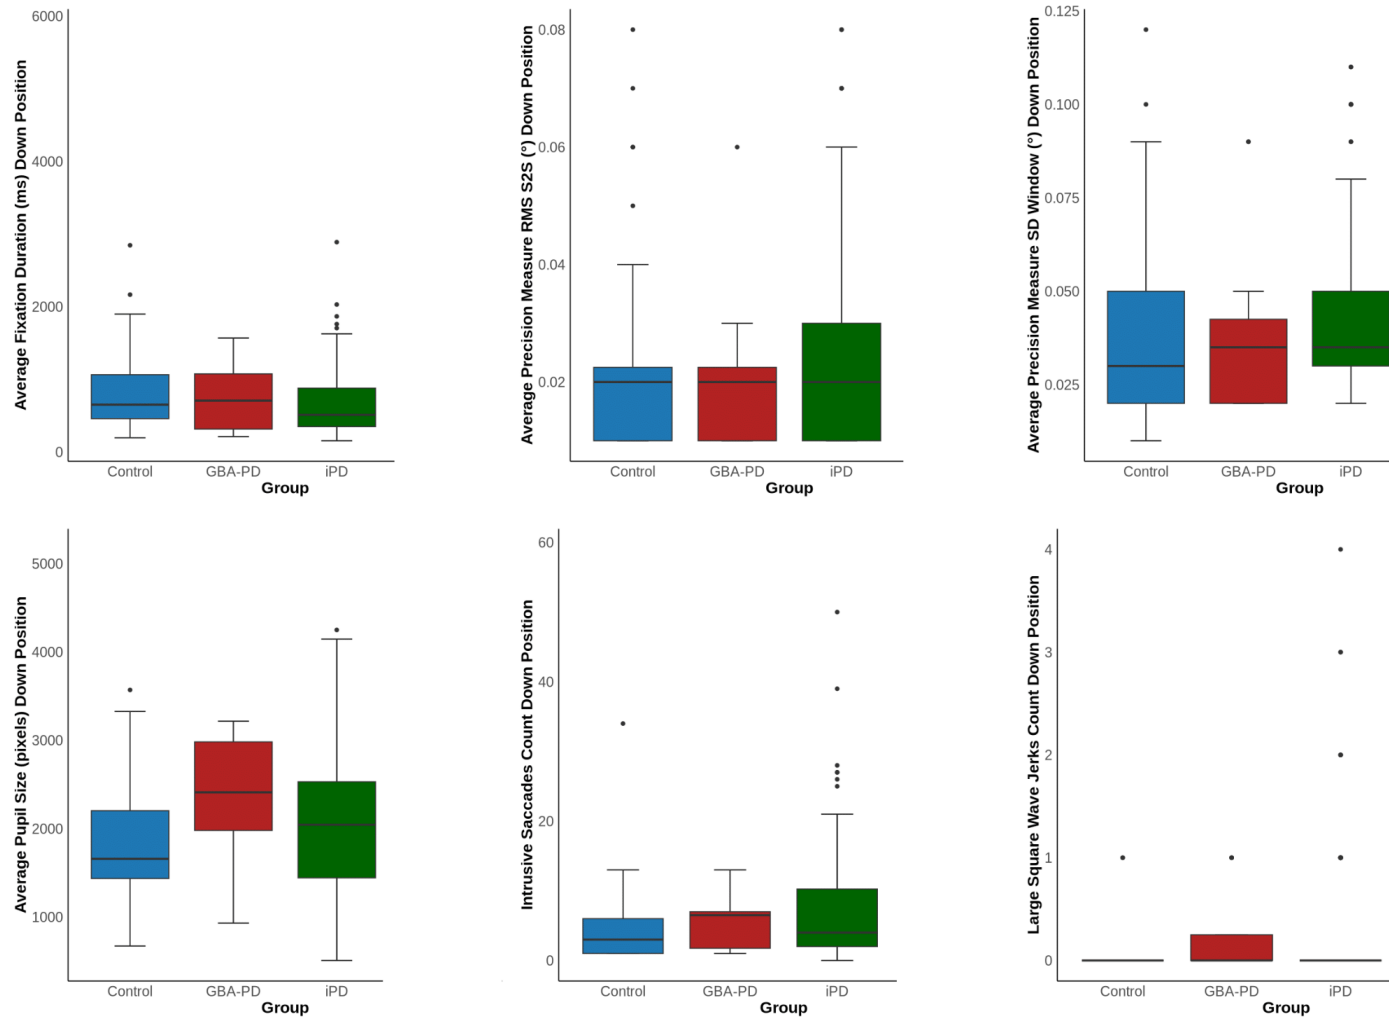 Average Fixation Duration (ms) Down Position
6000
4000
2000
0
Control GBA-PD iPD
Group
Average Precision Measure RMS S2S (°) Down Position
0.08
0.06
0.04
0.02
Control GBA-PD iPD
Group
Average Precision Measure SD Window (°) Down Position
0.125
0.100
0.075
0.050
0.025
Control GBA-PD iPD
Group
Average Pupil Size (pixels) Down Position
5000
4000
3000
2000
1000
Control GBA-PD iPD
Group
Intrusive Saccades Count Down Position
60
40
20
0
Control GBA-PD iPD
Group
Large Square Wave Jerks Count Down Position
4
3
2
1
0
Control GBA-PD iPD
Group